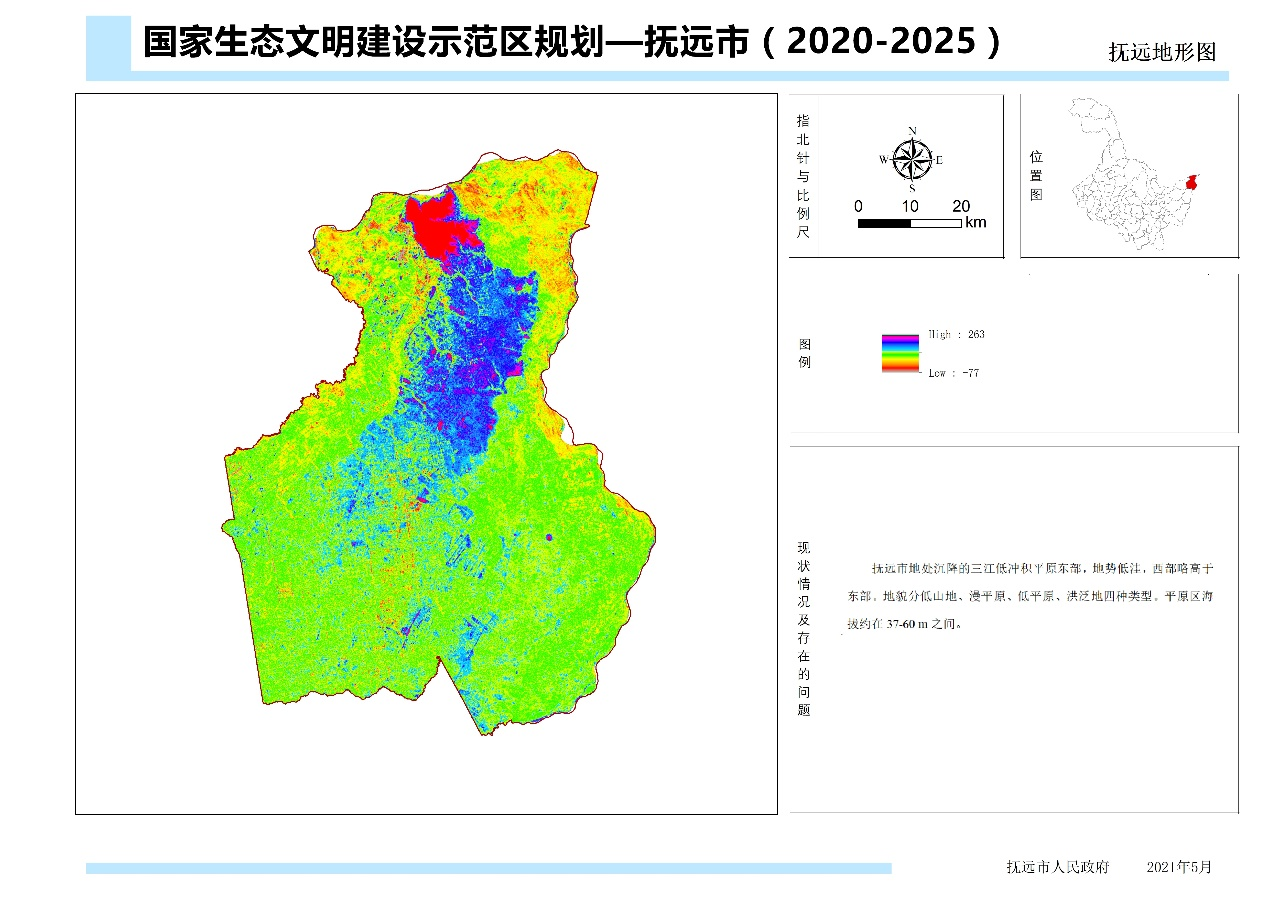 国家生态文明建设示范区规划—抚远市（2020-2025）
抚远地形图
指北针与比例尺
N
W
E
S
0 10 20
km
位置图
图例
High : 263
Low : -77
现状情况及存在的问题
抚远市地处沉降的三江低冲积平原东部，地势低洼，西部略高于
东部。地貌分低山地、漫平原、低平原、洪泛地四种类型。平原区海
拔约在 37-60 m 之间。
抚远市人民政府 2021年5月